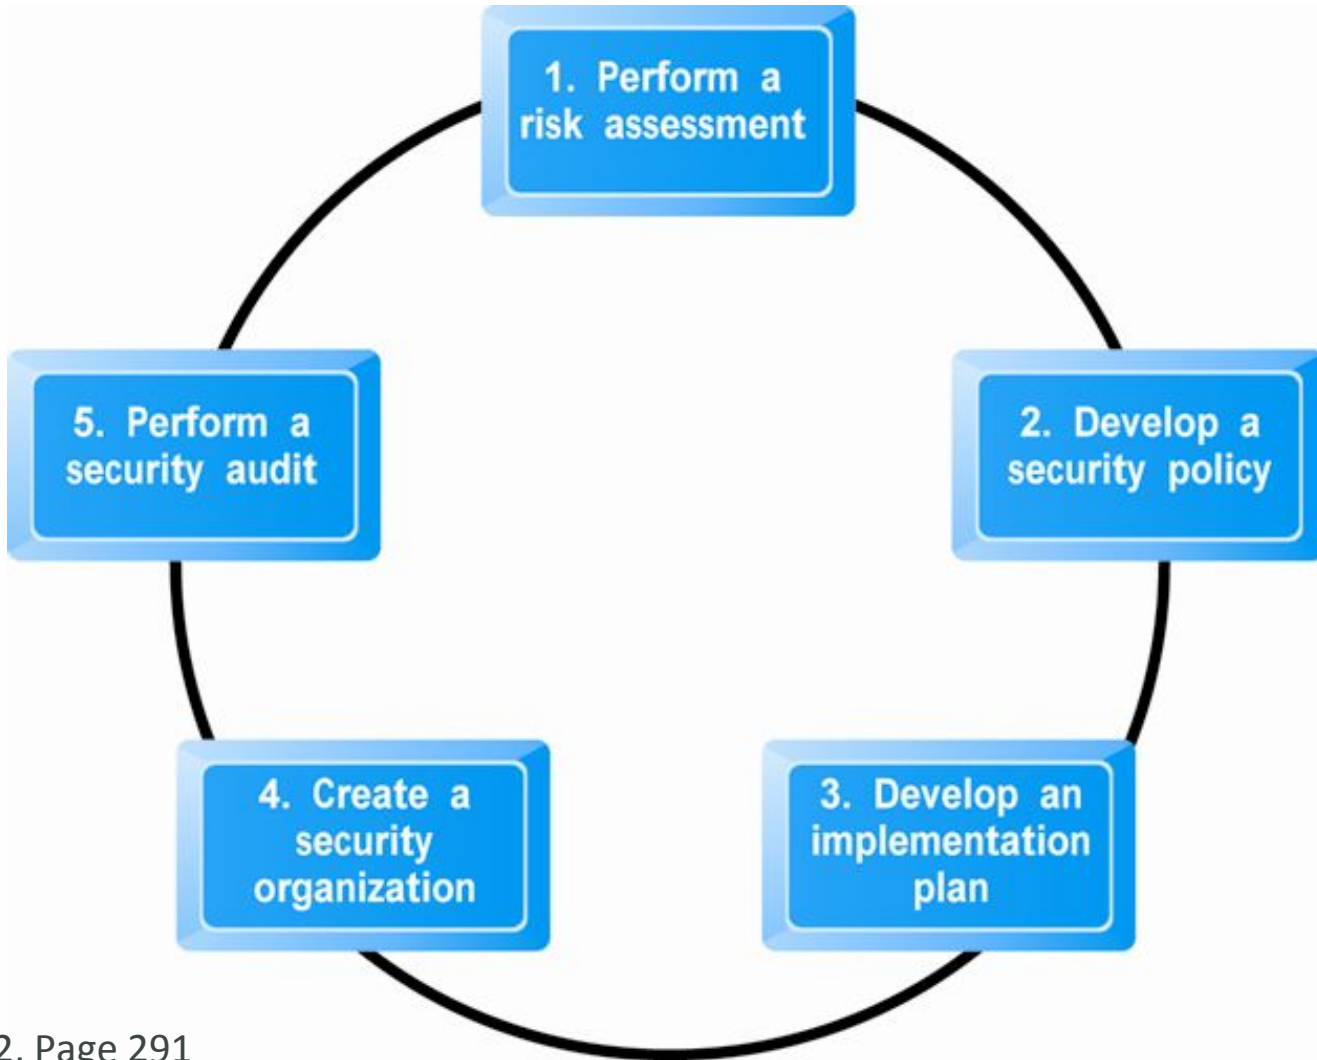 1. Perform a
risk assessment
2. Develop a
security policy
3. Develop an
implementation
plan
4. Create a
security
organization
5. Perform a
security audit
2, Page 291